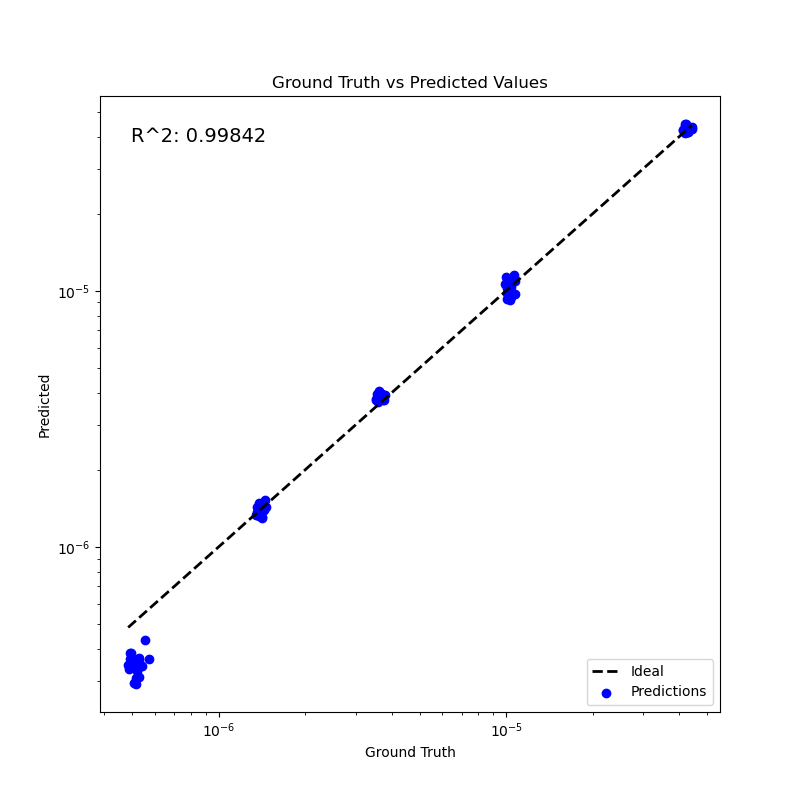 Ground Truth vs Predicted Values
R^2: 0.99842
10⁻⁵
10⁻⁶
Predicted
Ideal
Predictions
10⁻⁶ 10⁻⁵
Ground Truth